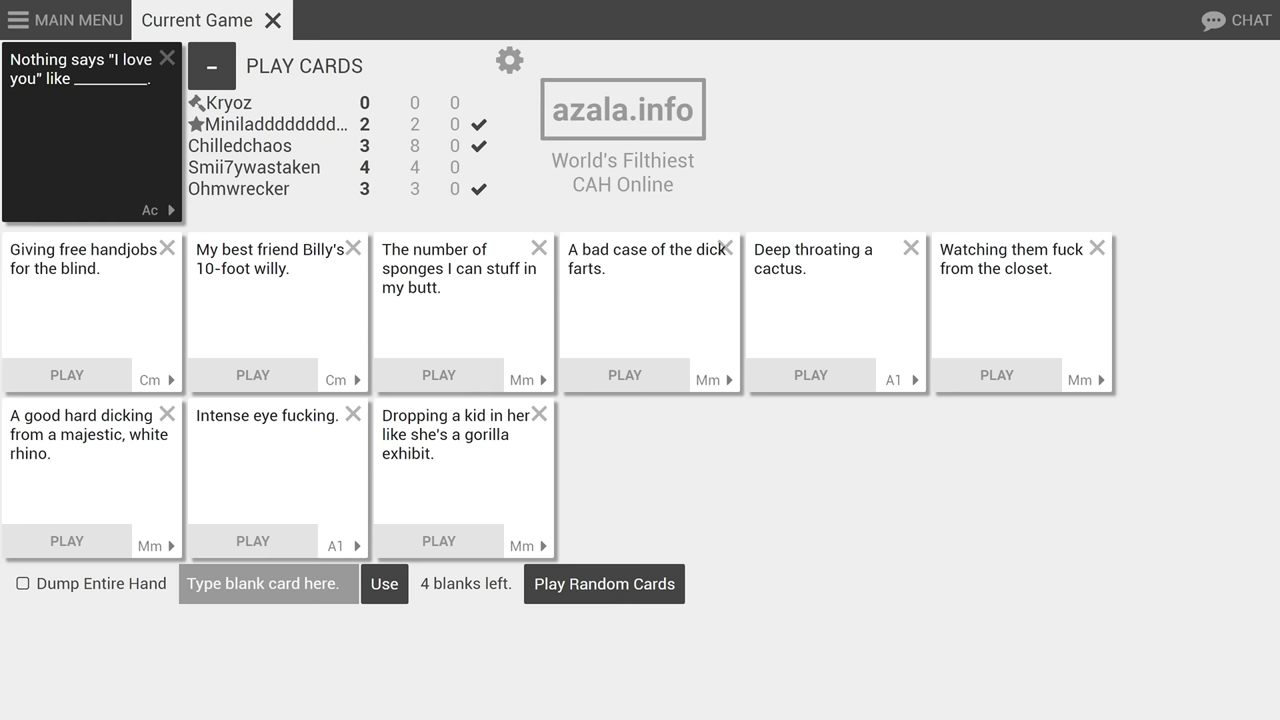 MAIN MENU
Current Game
CHAT
Nothing says "I love
you" like __________.
Ac
–
PLAY CARDS
Kryoz 0 0 0
Miniladdddddddd... 2 2 0
Chilledchaos 3 8 0
Smii7ywastaken 4 4 0
Ohmwrecker 3 3 0
azala.info
World's Filthiest
CAH Online
Giving free handjobs
for the blind.
PLAY
Cm
My best friend Billy's
10-foot willy.
PLAY
Cm
The number of
sponges I can stuff in
my butt.
PLAY
Mm
A bad case of the dick
farts.
PLAY
Mm
Deep throating a
cactus.
PLAY
A1
Watching them fuck
from the closet.
PLAY
Mm
A good hard dicking
from a majestic, white
rhino.
PLAY
Mm
Intense eye fucking.
PLAY
A1
Dropping a kid in her
like she's a gorilla
exhibit.
PLAY
Mm
Dump Entire Hand
Type blank card here.
Use
4 blanks left.
Play Random Cards